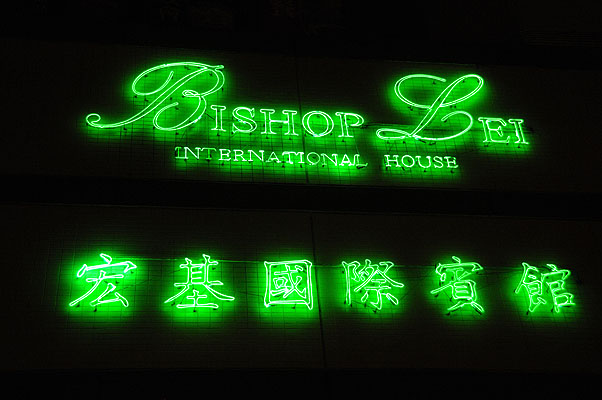 BISHOP LEI
INTERNATIONAL HOUSE
宏基國際賓館